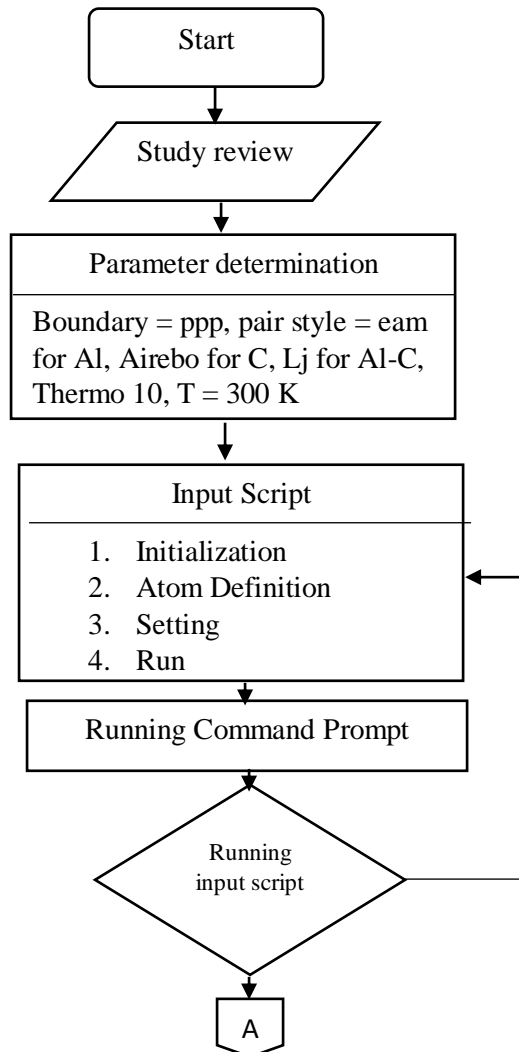 Start
Study review
Parameter determination
Boundary = ppp, pair style = eam
for Al, Airebo for C, Lj for Al-C,
Thermo 10, T = 300 K
Input Script
1. Initialization
2. Atom Definition
3. Setting
4. Run
Running Command Prompt
Running
input script
A